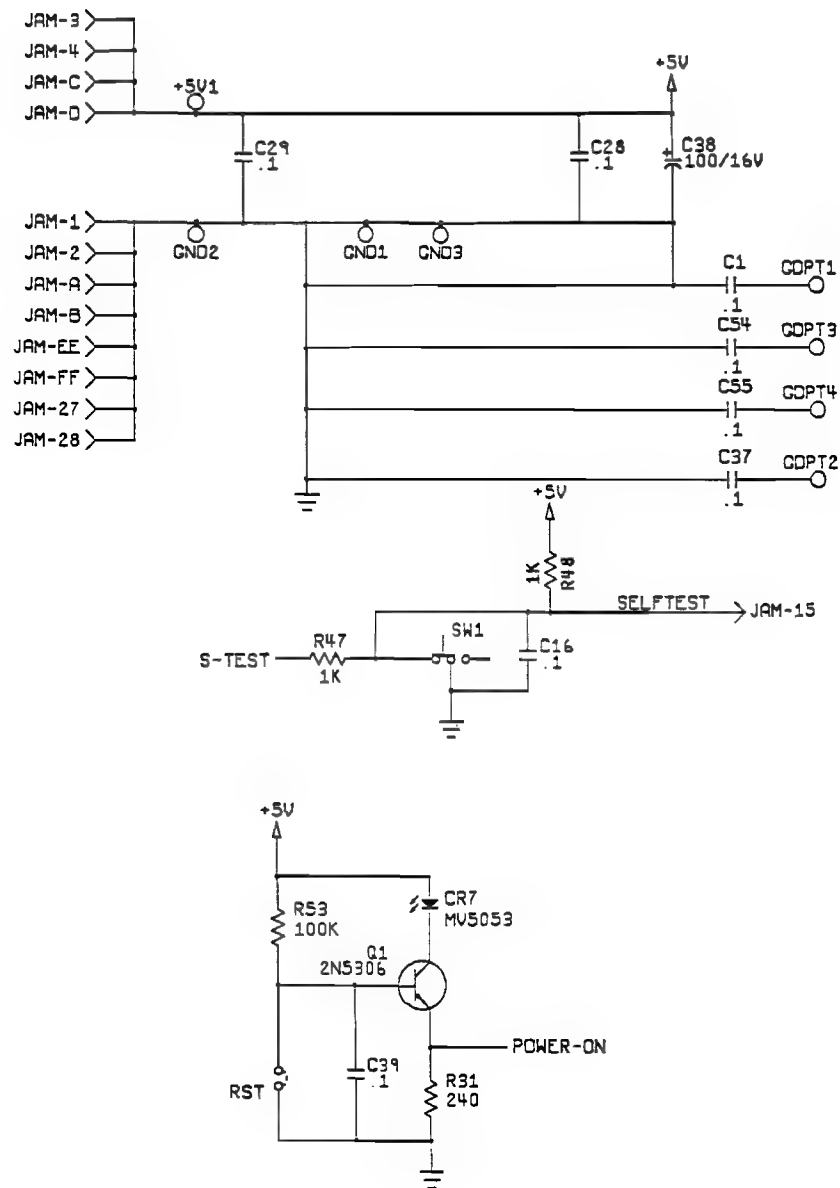 JAM-3
JAM-4
JAM-C
JAM-D
+5V1
+5V
C29
.1
C28
.1
+
C38
100/16V
JAM-1
JAM-2
JAM-A
JAM-B
JAM-EE
JAM-FF
JAM-27
JAM-28
GND2
GND1
GND3
C1
.1
GDPT1
C54
.1
GDPT3
C55
.1
GDPT4
C37
.1
GDPT2
+5V
1K
R48
SELFTEST
JAM-15
S-TEST
R47
1K
SW1
C16
.1
+5V
R53
100K
CR7
MV5053
Q1
2N5306
POWER-ON
RST
C39
.1
R31
240